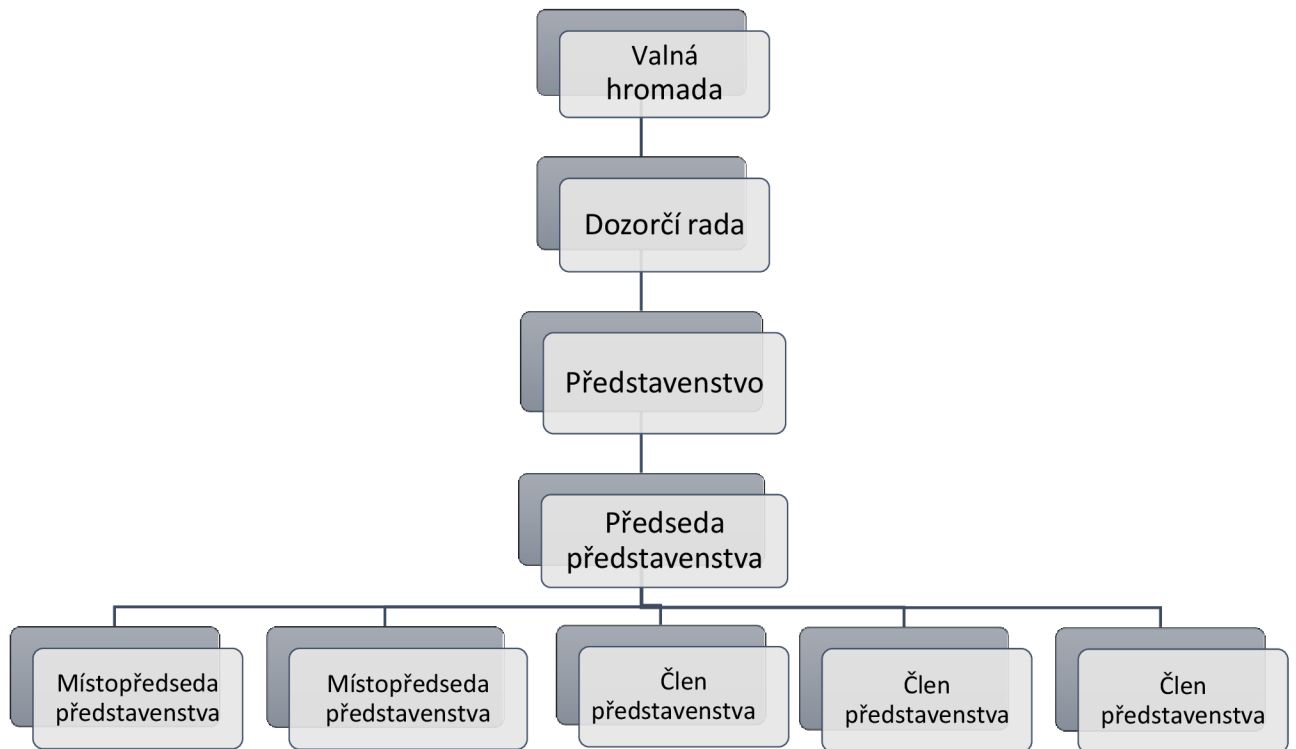 Valná
hromada
Dozorčí rada
Představenstvo
Předseda
představenstva
Místopředseda
představenstva
Místopředseda
představenstva
Člen
představenstva
Člen
představenstva
Člen
představenstva